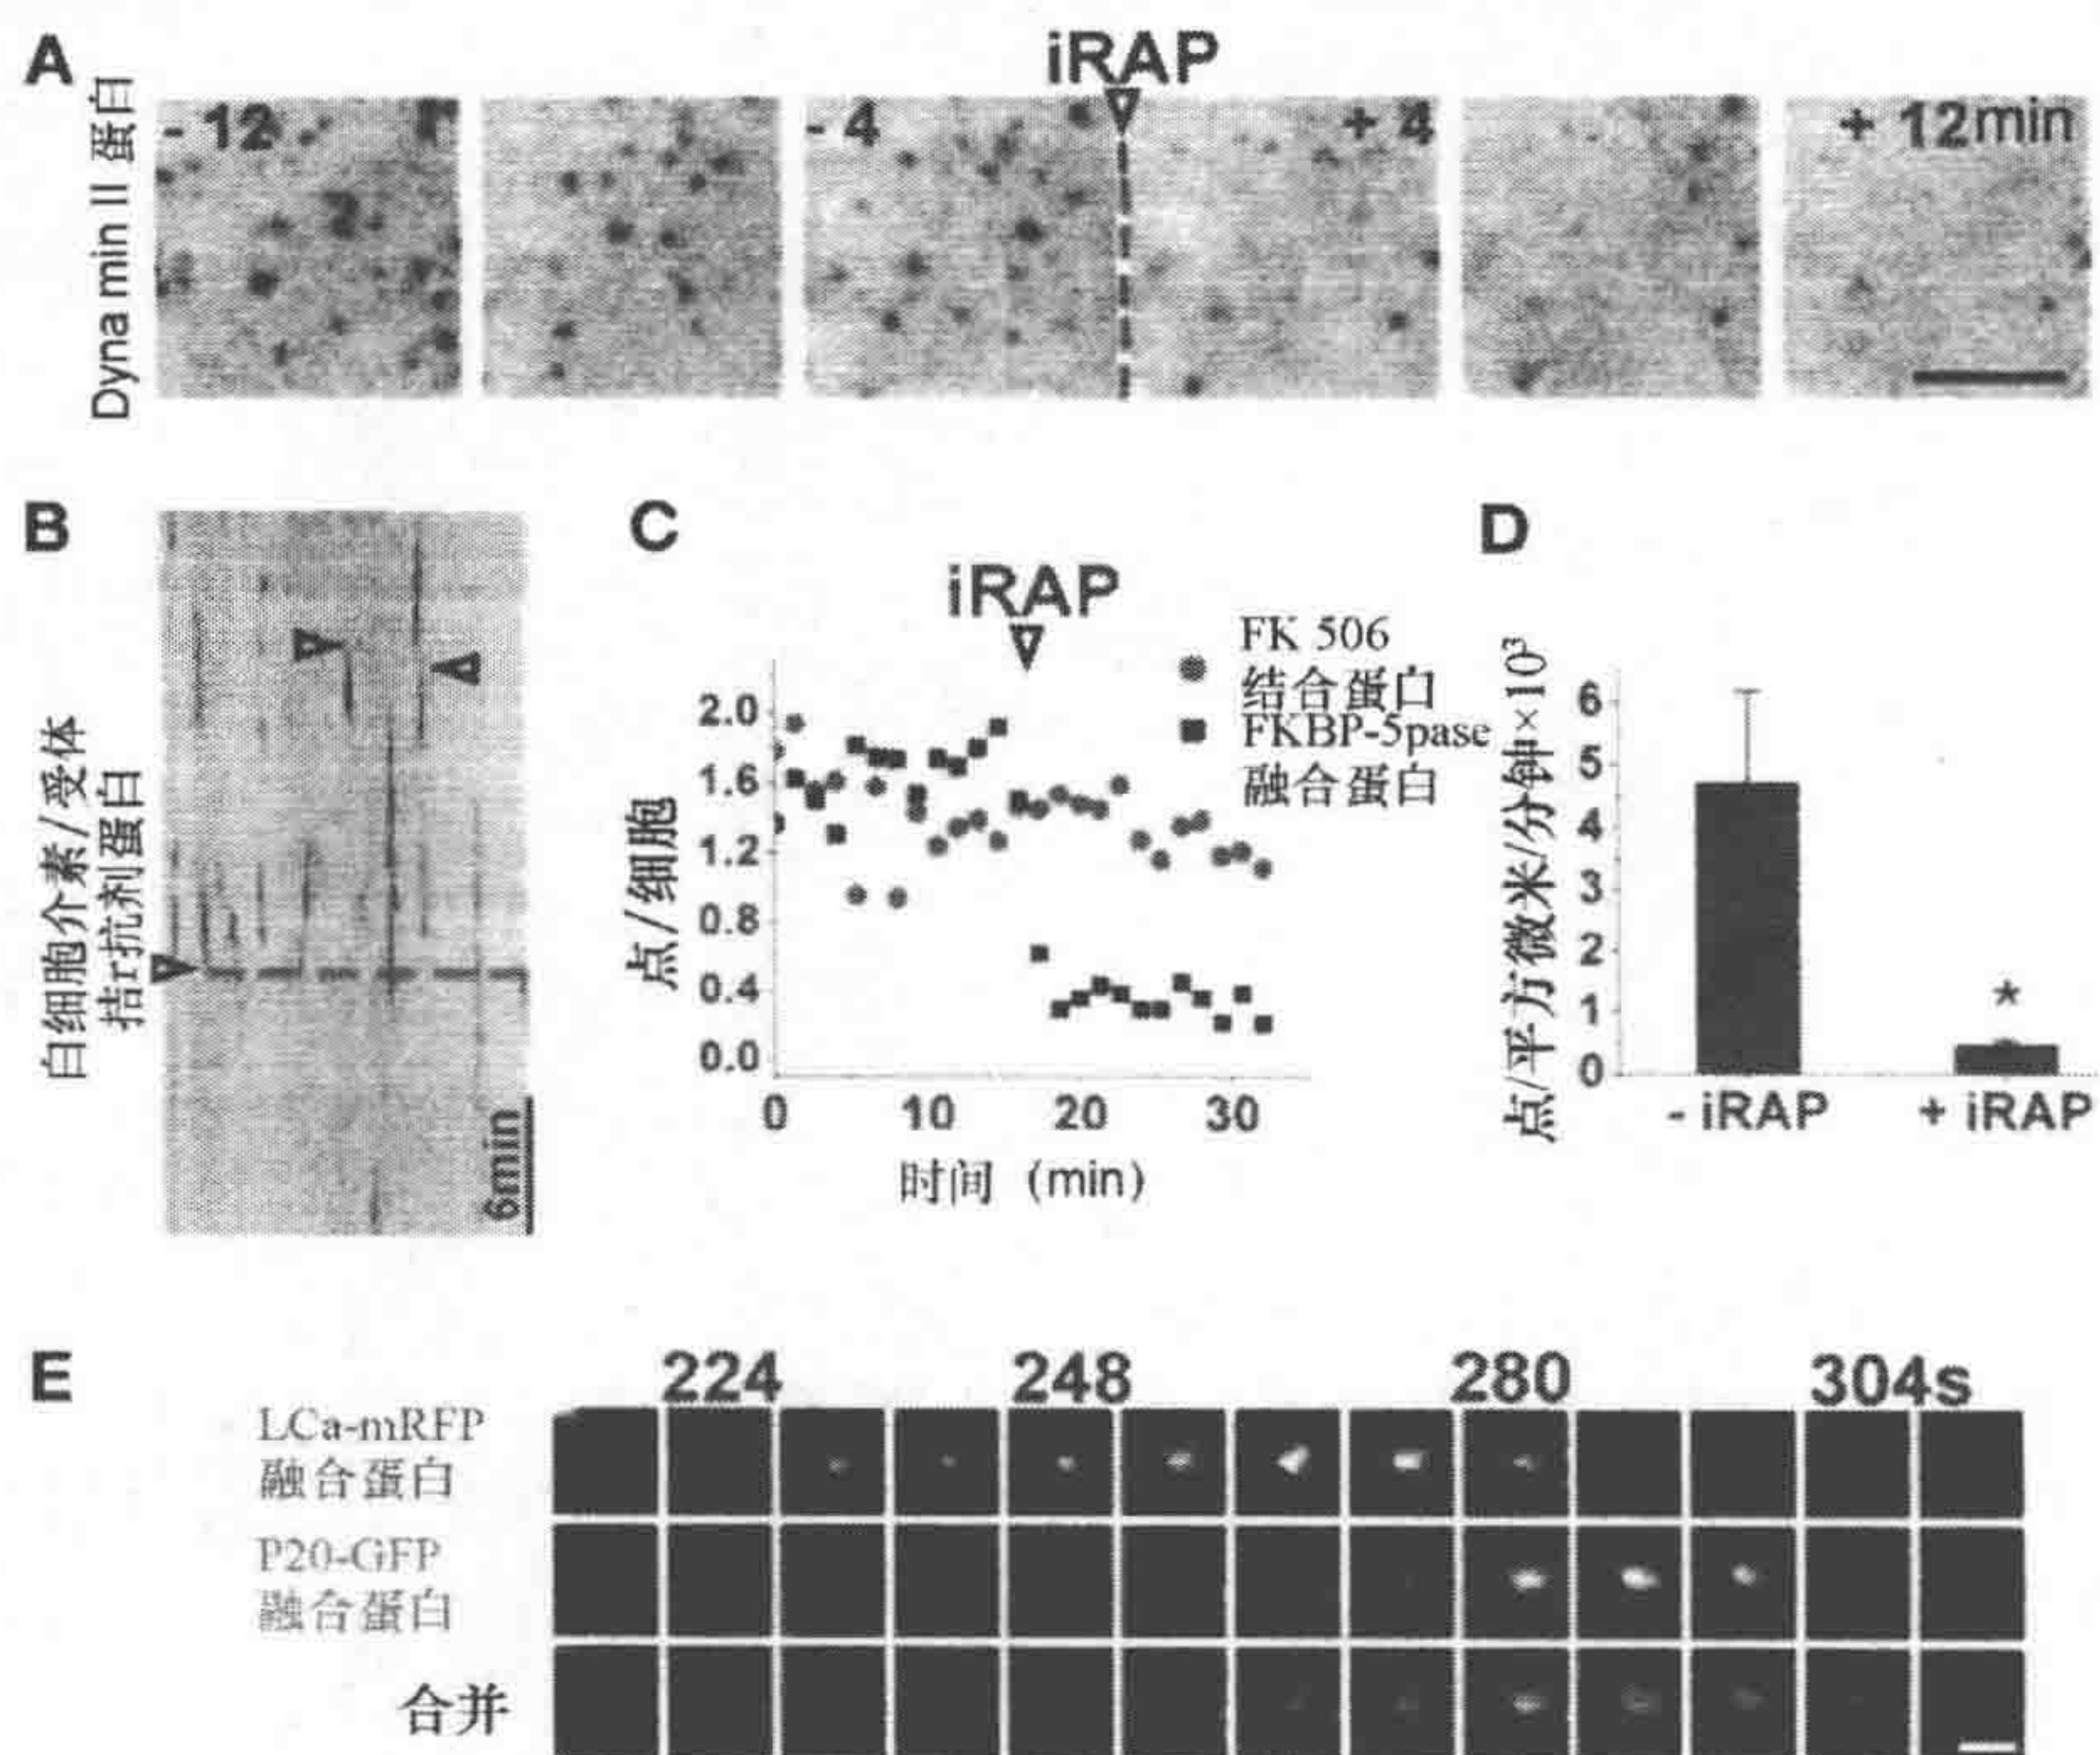 A
iRAP
Dyna min II 蛋白
- 12
- 4
+ 4
+ 12min
B
白细胞介素/受体
拮r抗剂蛋白
6min
C
iRAP
FK 506
结合蛋白
FKBP-5pase
融合蛋白
点/细胞
2.0
1.6
1.2
0.8
0.4
0.0
0
10
20
30
时间 (min)
D
点/平方微米/分钟×10³
6
5
4
3
2
1
0
*
- iRAP
+ iRAP
E
224
248
280
304s
LCa-mRFP
融合蛋白
P20-GFP
融合蛋白
合并